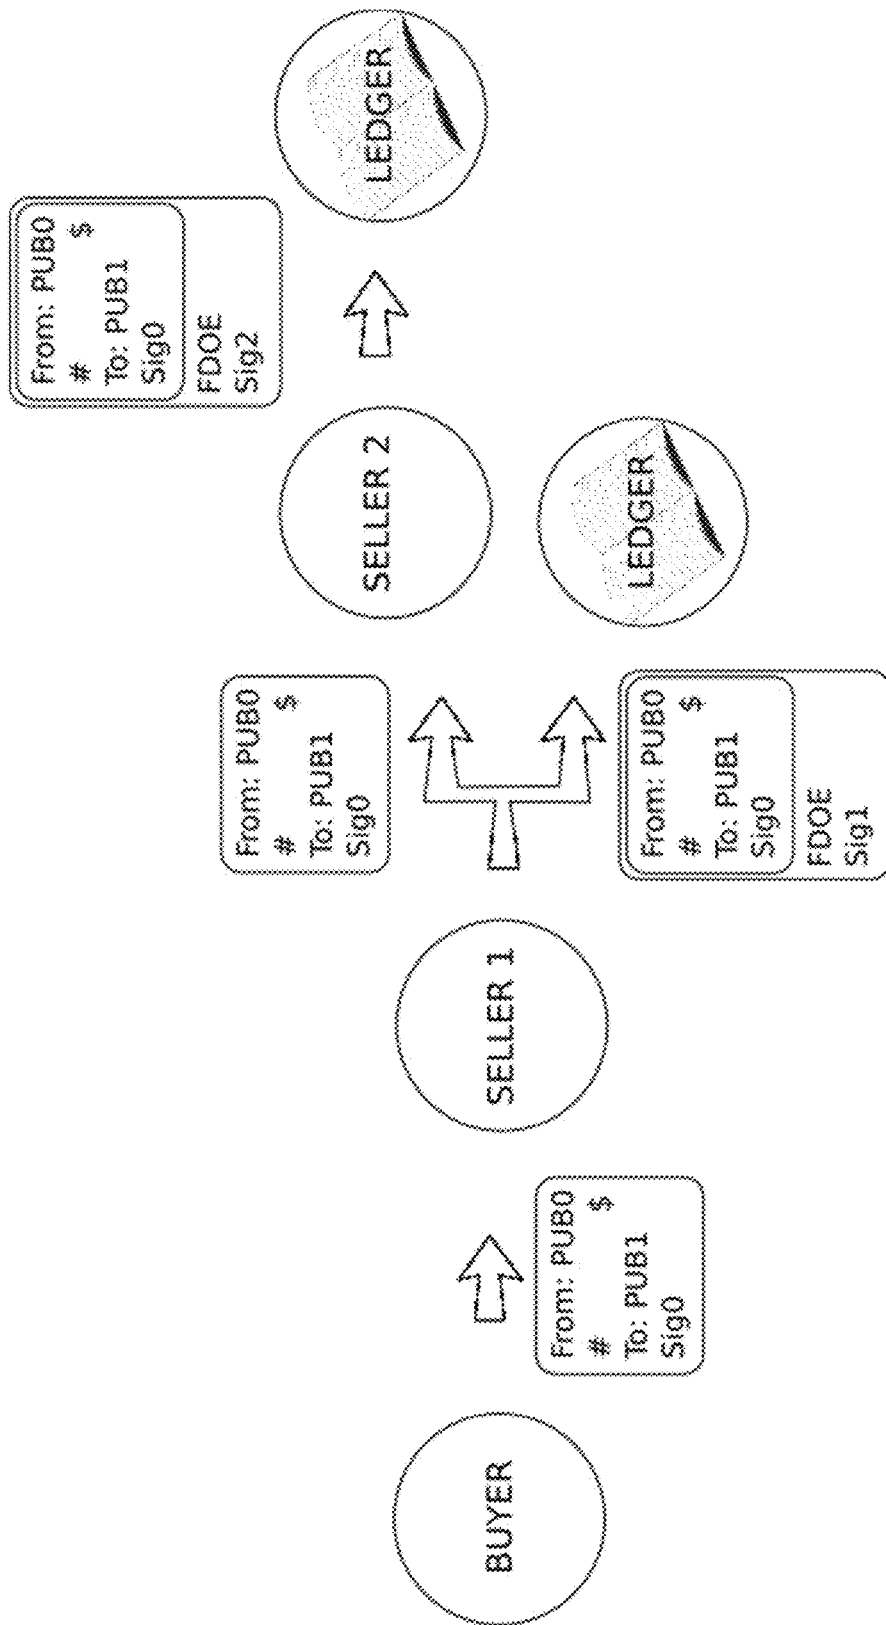 BUYER
From: PUB0
# $
To: PUB1
Sig0
SELLER 1
From: PUB0
# $
To: PUB1
Sig0
From: PUB0
# $
To: PUB1
Sig0
FDOE
Sig1
SELLER 2
LEDGER
From: PUB0
# $
To: PUB1
Sig0
FDOE
Sig2
LEDGER